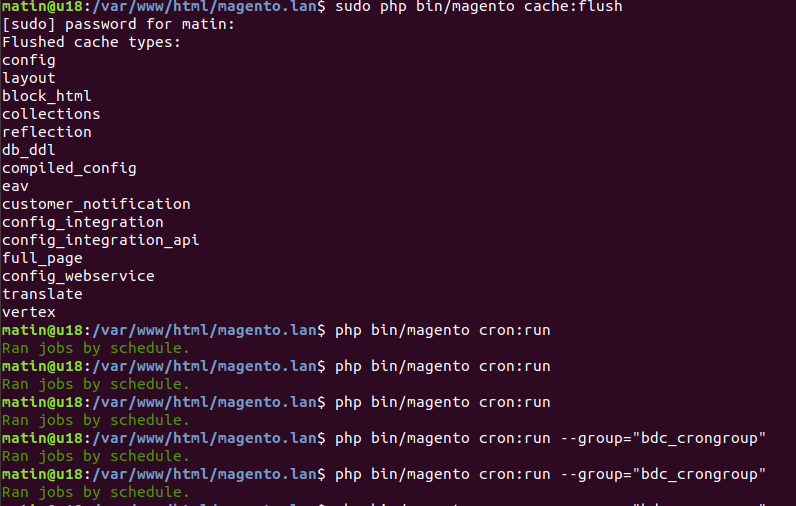 matin@u18:/var/www/html/magento.lan$ sudo php bin/magento cache:flush
[sudo] password for matin:
Flushed cache types:
config
layout
block_html
collections
reflection
db_ddl
compiled_config
eav
customer_notification
config_integration
config_integration_api
full_page
config_webservice
translate
vertex
matin@u18:/var/www/html/magento.lan$ php bin/magento cron:run
Ran jobs by schedule.
matin@u18:/var/www/html/magento.lan$ php bin/magento cron:run
Ran jobs by schedule.
matin@u18:/var/www/html/magento.lan$ php bin/magento cron:run
Ran jobs by schedule.
matin@u18:/var/www/html/magento.lan$ php bin/magento cron:run --group="bdc_crongroup"
Ran jobs by schedule.
matin@u18:/var/www/html/magento.lan$ php bin/magento cron:run --group="bdc_crongroup"
Ran jobs by schedule.